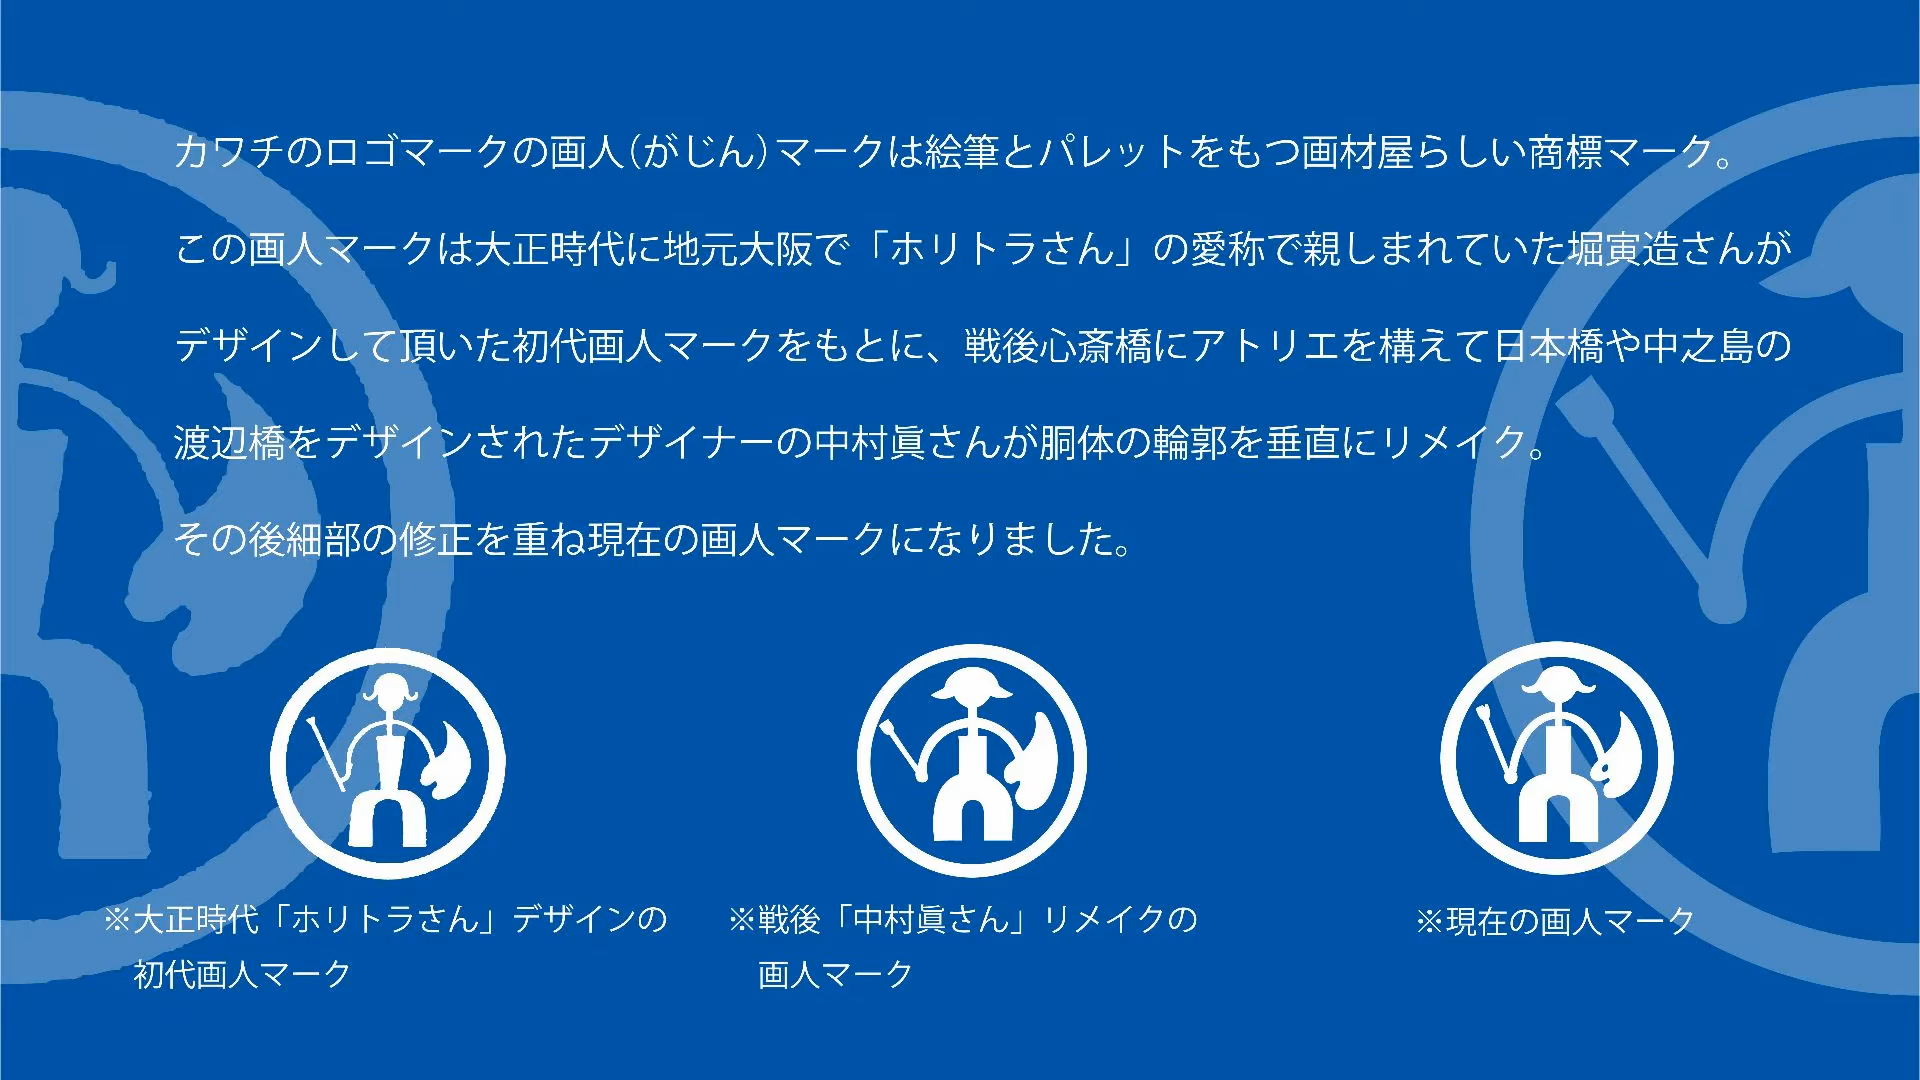 カワチのロゴマークの画人（がじん）マークは絵筆とパレットをもつ画材屋らしい商標マーク。
この画人マークは大正時代に地元大阪で「ホリトラさん」の愛称で親しまれていた堀寅造さんが
デザインして頂いた初代画人マークをもとに、戦後心斎橋にアトリエを構えて日本橋や中之島の
渡辺橋をデザインされたデザイナーの中村眞さんが胴体の輪郭を垂直にリメイク。
その後細部の修正を重ね現在の画人マークになりました。
※大正時代「ホリトラさん」デザインの
初代画人マーク
※戦後「中村眞さん」リメイクの
画人マーク
※現在の画人マーク